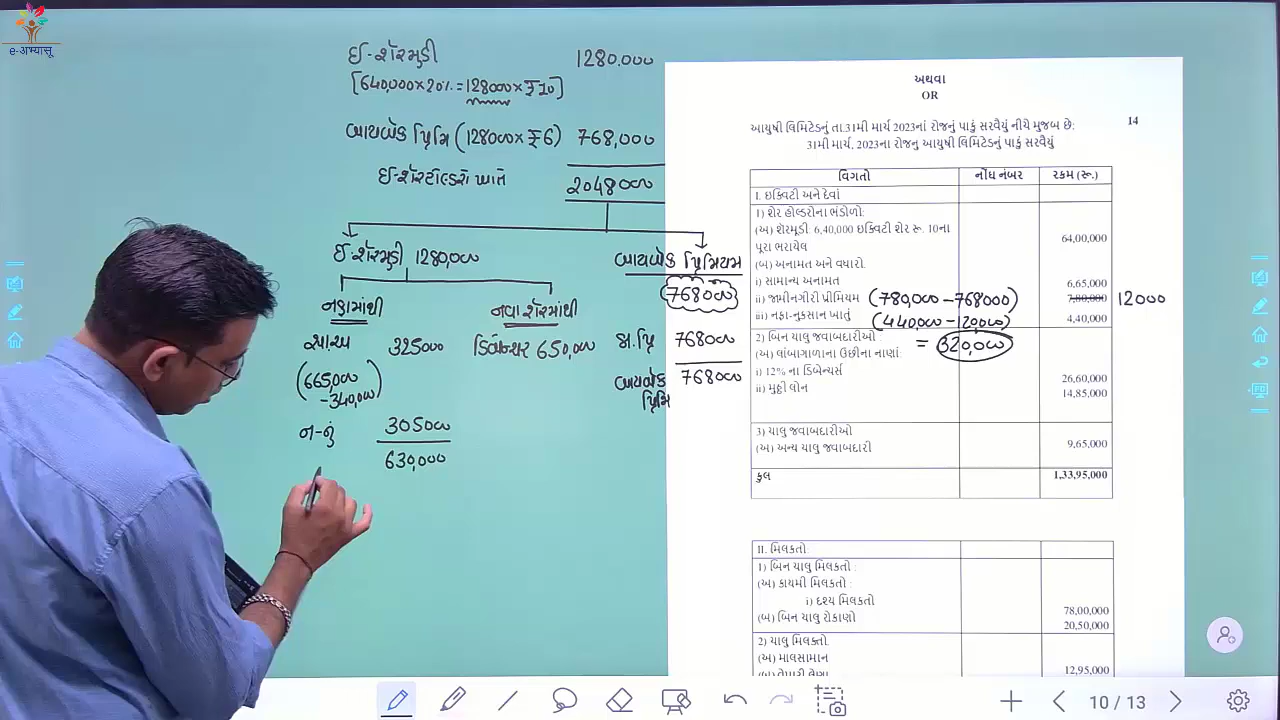 e-अभ्यासू
ઈ-શૅરમૂડી 1280.000
[640,000×20% = 128000×₹10]
બાયબૅક પ્રિમિ (128000×₹6) 768,000
ઈ-શૅરહોલ્ડરો ખાતે 2048000
ઈ-શૅરમૂડી 1280,000
બાયબૅક પ્રિમિયમ
768000
નફામાંથી
નવા શૅરમાંથી
સા.અ 325000
ડિબેન્ચર 650,000
જા.પ્રિ 768000
(665,000
-340,000)
બાયબૅક 768000
પ્રિમિ
ન-નું 305000
630,000
અથવા
OR
14
આયુષી લિમિટેડનું તા.31મી માર્ચ 2023નાં રોજનું પાકું સરવૈયું નીચે મુજબ છે:
31મી માર્ચ, 2023ના રોજનુ આયુષી લિમિટેડનું પાકું સરવૈયું
વિગતો નોંધ નંબર રકમ (રૂ.)
I. ઇક્વિટી અને દેવાં
1) શેર હોલ્ડરોના ભંડોળો:
(અ) શેરમૂડી: 6,40,000 ઇક્વિટી શેર રૂ. 10ના
પૂરા ભરાયેલ 64,00,000
(બ) અનામત અને વધારો.
i) સામાન્ય અનામત 6,65,000
ii) જામીનગીરી પ્રિમિયમ (780,000-768000) 7,80,000 12000
iii) નફા-નુકસાન ખાતું (440,000-120,000) 4,40,000
= 320,000
2) બિન ચાલુ જવાબદારીઓ :
(અ) લાંબાગાળાના ઉછીના નાણાં:
i) 12% ના ડિબેન્ચર્સ 26,60,000
ii) મુદ્દતી લોન 14,85,000
3) ચાલુ જવાબદારીઓ
(અ) અન્ય ચાલુ જવાબદારી 9,65,000
કુલ 1,33,95,000
II. મિલકતો
1) બિન ચાલુ મિલકતો :
(અ) કાયમી મિલકતો :
i) દૃશ્ય મિલકતો 78,00,000
(બ) બિન ચાલુ રોકાણો 20,50,000
2) ચાલુ મિલક્તો
(અ) માલસામાન 12,95,000
(બ) વેપારી લેણા
10 / 13